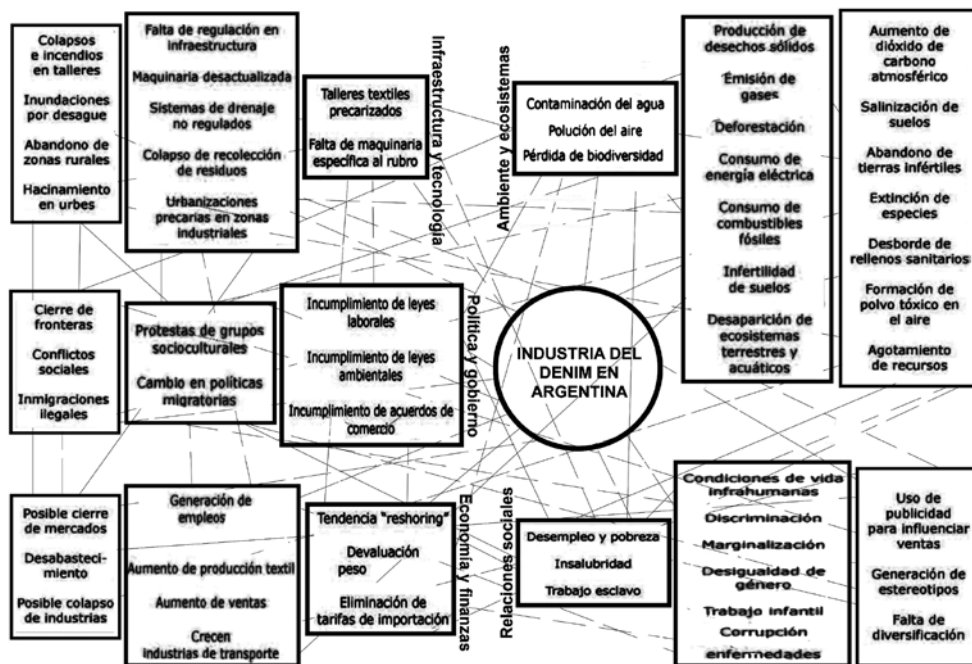 Colapsos
e incendios
en talleres
Inundaciones
por desague
Abandono de
zonas rurales
Hacinamiento
en urbes
Falta de regulación en
infraestructura
Maquinaria desactualizada
Sistemas de drenaje
no regulados
Colapso de recolección
de residuos
Urbanizaciones
precarias en zonas
industriales
Talleres textiles
precarizados
Falta de maquinaria
específica al rubro
Infraestructura y tecnología
Ambiente y ecosistemas
Contaminación del agua
Polución del aire
Pérdida de biodiversidad
Producción de
desechos sólidos
Emisión de
gases
Deforestación
Consumo de
energía eléctrica
Consumo de
combustibles
fósiles
Infertilidad
de suelos
Desaparición de
ecosistemas
terrestres y
acuáticos
Aumento de
dióxido de
carbono
atmosférico
Salinización de
suelos
Abandono de
tierras infértiles
Extinción de
especies
Desborde de
rellenos sanitarios
Formación de
polvo tóxico en
el aire
Agotamiento
de recursos
Cierre de
fronteras
Conflictos
sociales
Inmigraciones
ilegales
Protestas de grupos
socioculturales
Cambio en políticas
migratorias
Incumplimiento de leyes
laborales
Incumplimiento de leyes
ambientales
Incumplimiento de acuerdos de
comercio
Política y gobierno
INDUSTRIA DEL
DENIM EN
ARGENTINA
Posible cierre
de mercados
Desabasteci-
miento
Posible colapso
de industrias
Generación de
empleos
Aumento de producción textil
Aumento de ventas
Crecen
industrias de transporte
Tendencia "reshoring"
Devaluación
peso
Eliminación de
tarifas de importación
Economía y finanzas
Relaciones sociales
Desempleo y pobreza
Insalubridad
Trabajo esclavo
Condiciones de vida
infrahumanas
Discriminación
Marginalización
Desigualdad de
género
Trabajo infantil
Corrupción
enfermedades
Uso de
publicidad
para influenciar
ventas
Generación de
estereotipos
Falta de
diversificación